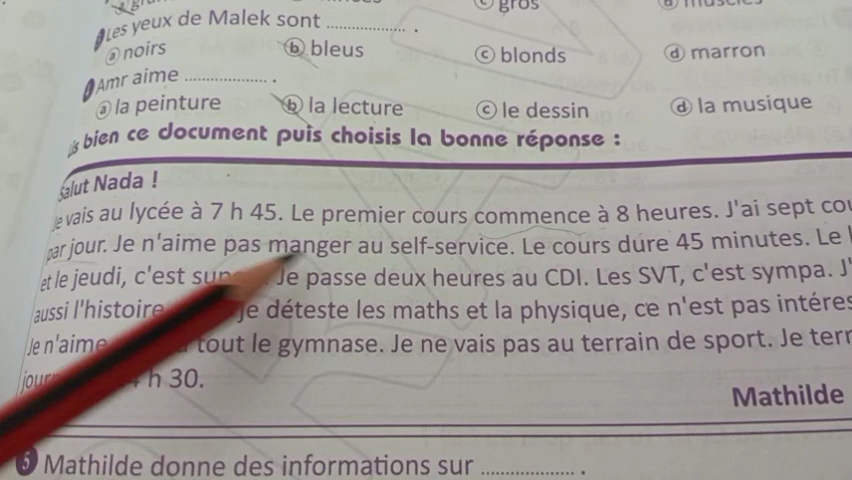 gros
Les yeux de Malek sont .................... .
ⓐ noirs ⓑ bleus ⓒ blonds ⓓ marron
Amr aime .................... .
ⓐ la peinture ⓑ la lecture ⓒ le dessin ⓓ la musique
bien ce document puis choisis la bonne réponse :
Salut Nada !
Je vais au lycée à 7 h 45. Le premier cours commence à 8 heures. J'ai sept
par jour. Je n'aime pas manger au self-service. Le cours dure 45 minutes. Le
et le jeudi, c'est Je passe deux heures au CDI. Les SVT, c'est sympa.
aussi l'histoire je déteste les maths et la physique, ce n'est pas
Je n'aime tout le gymnase. Je ne vais pas au terrain de sport. Je
h 30.
Mathilde
5 Mathilde donne des informations sur .................... .